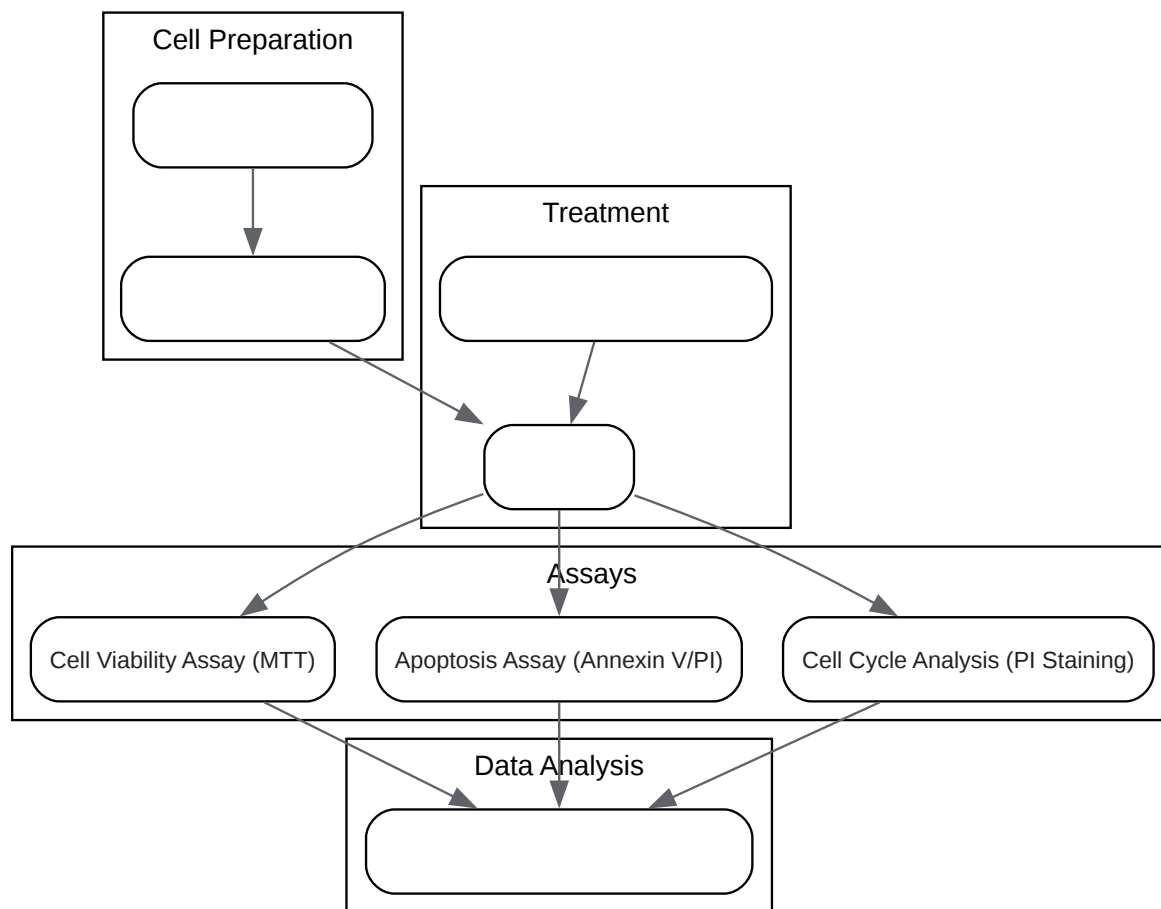 Cell Preparation
Treatment
Assays
Cell Viability Assay (MTT)
Apoptosis Assay (Annexin V/PI)
Cell Cycle Analysis (PI Staining)
Data Analysis